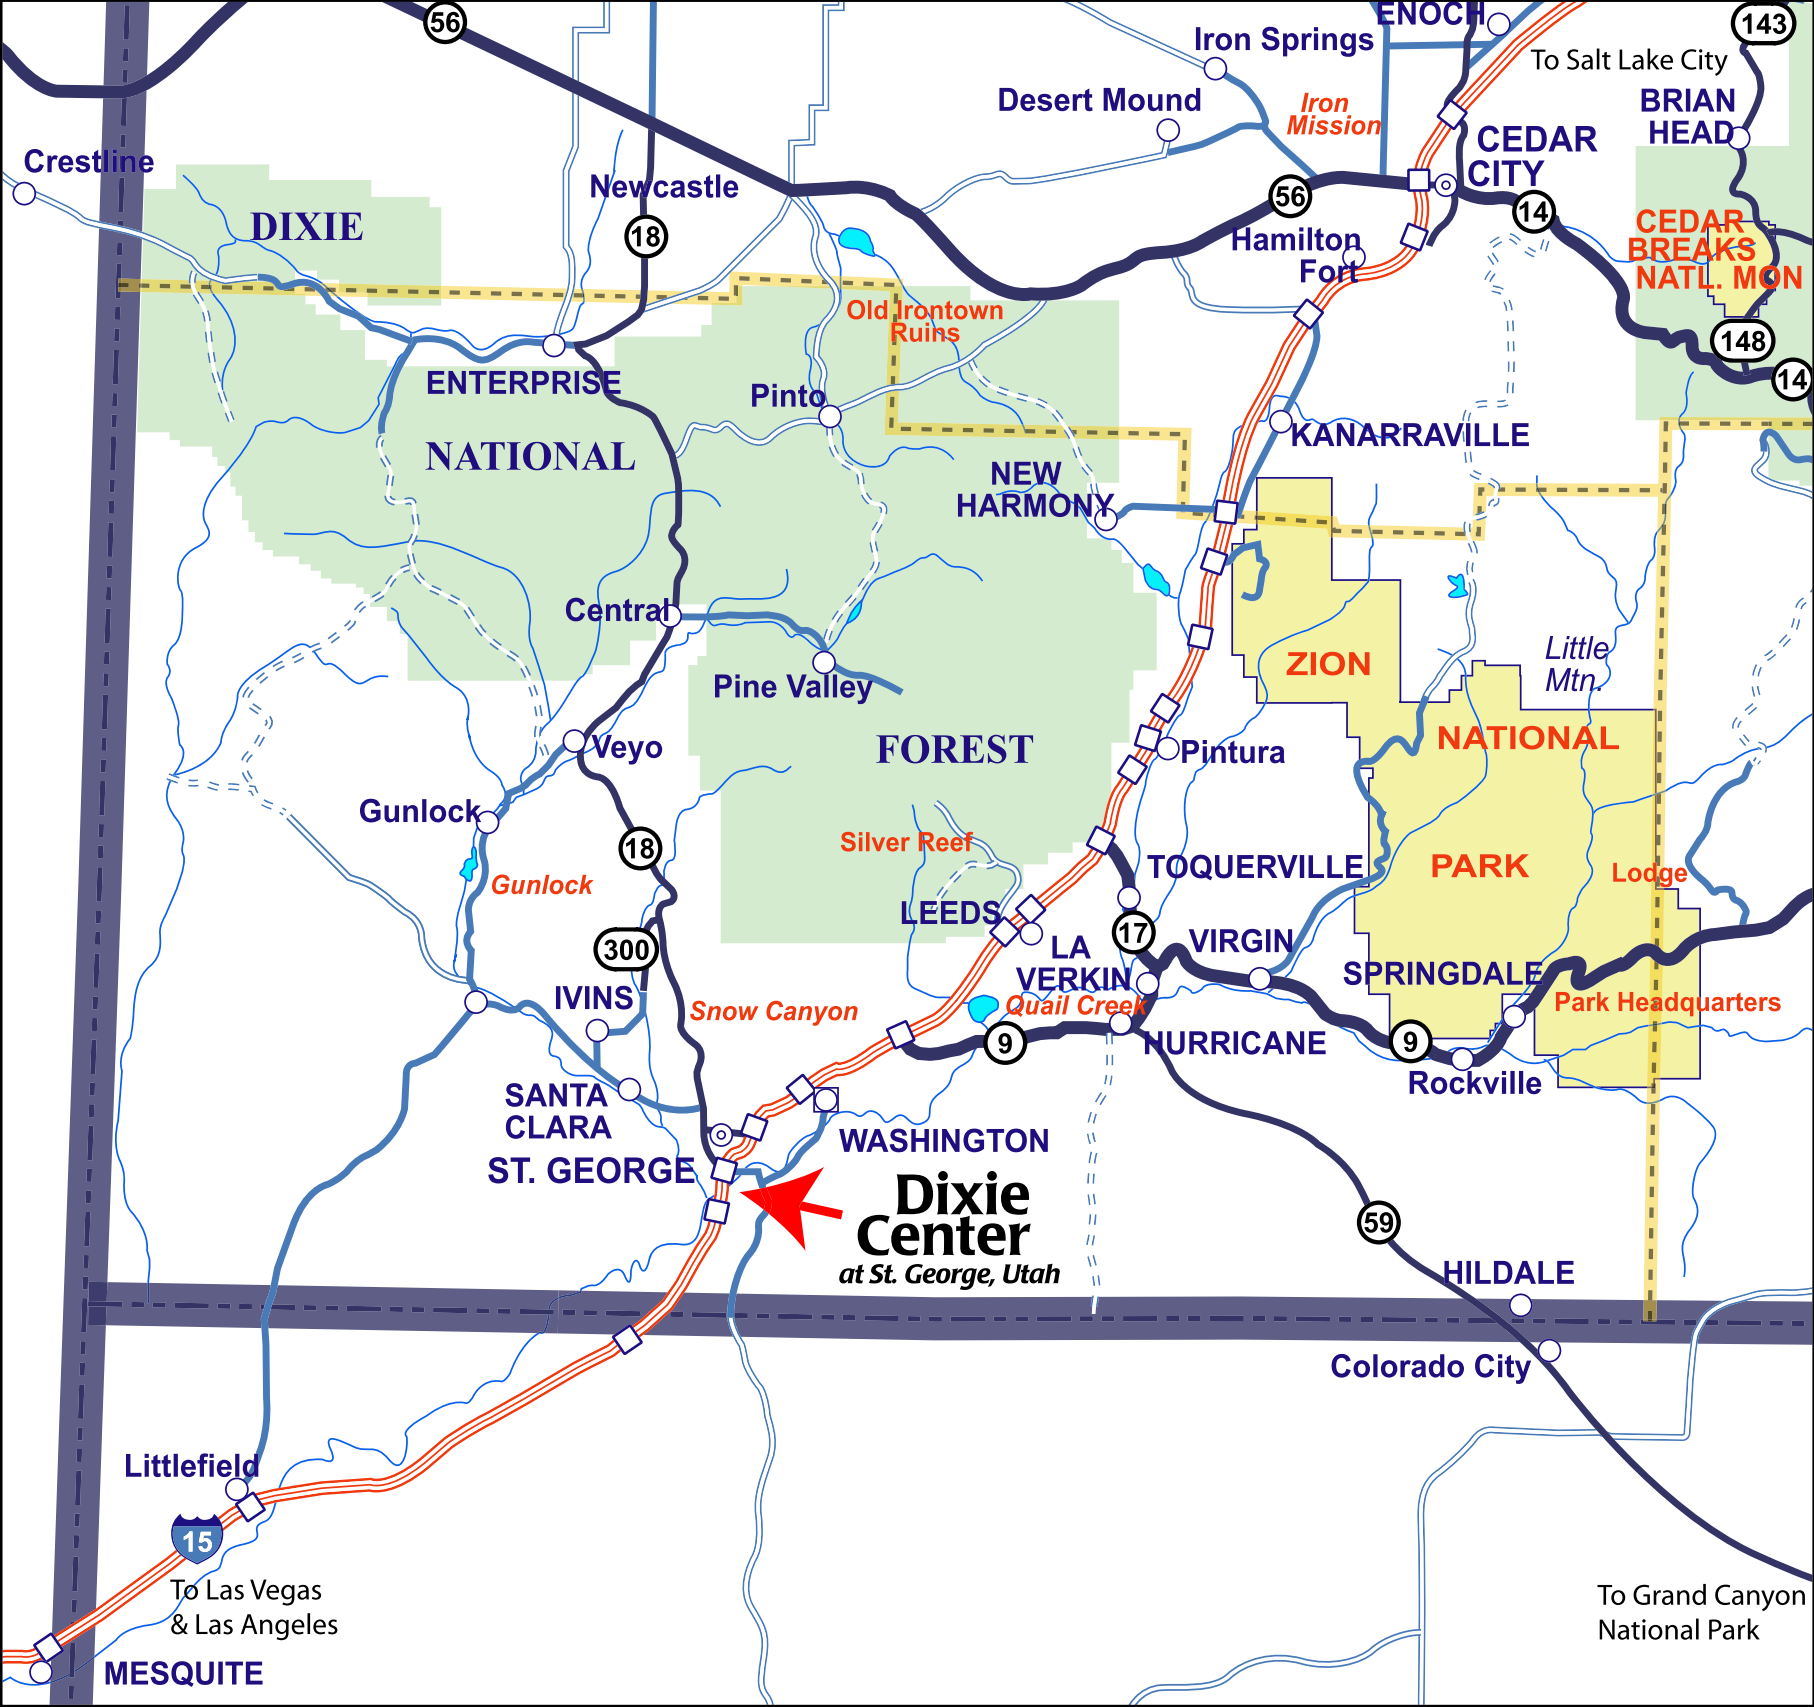 56
ENOCH
143
Iron Springs
To Salt Lake City
Desert Mound
Iron
Mission
BRIAN
HEAD
CEDAR
CITY
Crestline
Newcastle
56
14
DIXIE
18
Hamilton
Fort
CEDAR
BREAKS
NATL. MON
Old Irontown
Ruins
148
14
ENTERPRISE
Pinto
KANARRAVILLE
NATIONAL
NEW
HARMONY
Central
Pine Valley
ZION
Little
Mtn.
Veyo
FOREST
Pintura
NATIONAL
Gunlock
18
Silver Reef
TOQUERVILLE
PARK
Lodge
Gunlock
LEEDS
17
300
LA
VERKIN
VIRGIN
SPRINGDALE
IVINS
Snow Canyon
Quail Creek
Park Headquarters
9
HURRICANE
9
Rockville
SANTA
CLARA
WASHINGTON
ST. GEORGE
Dixie
Center
at St. George, Utah
59
HILDALE
Colorado City
Littlefield
15
To Las Vegas
& Las Angeles
To Grand Canyon
National Park
MESQUITE